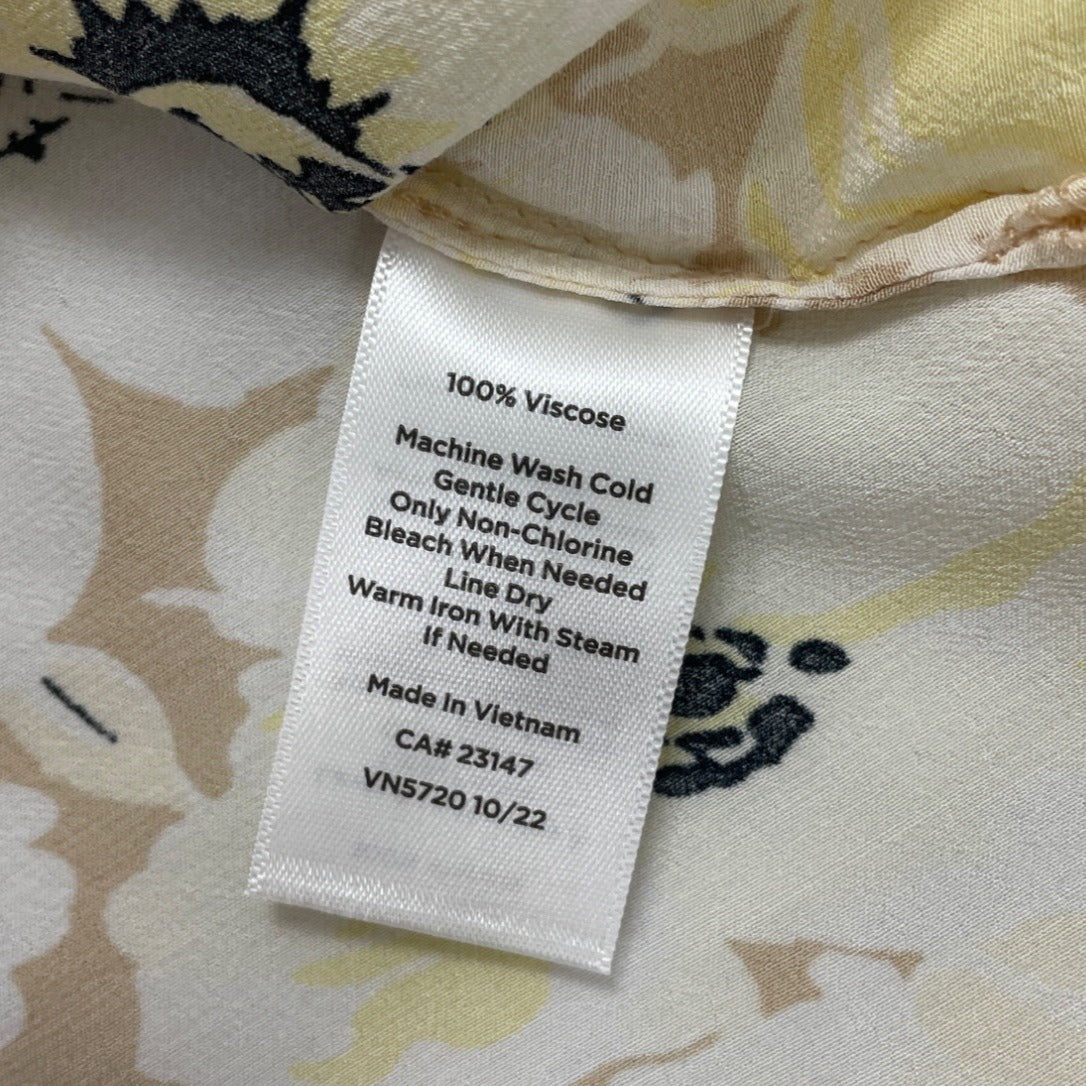 100% Viscose
Machine Wash Cold
Gentle Cycle
Only Non-Chlorine
Bleach When Needed
Line Dry
Warm Iron With Steam
If Needed
Made In Vietnam
CA# 23147
VN5720 10/22